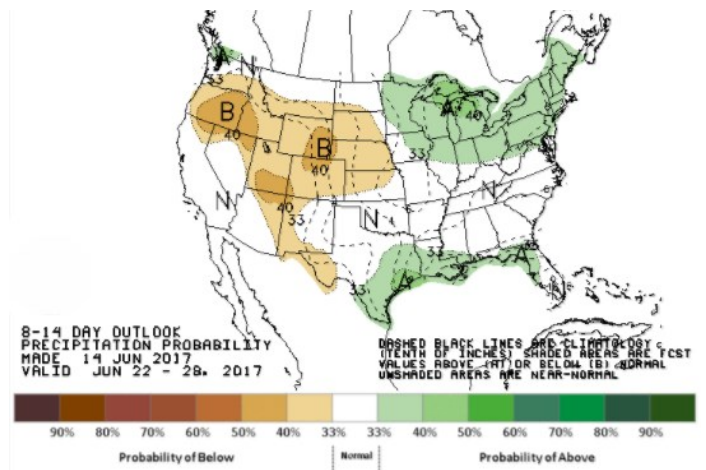 A
N
33
B
40
B
40
40
33
N
A
40
33
N
N
33
33
A
A
8-14 DAY OUTLOOK
PRECIPITATION PROBABILITY
MADE 14 JUN 2017
VALID JUN 22 - 28, 2017
DASHED BLACK LINES ARE CLIMATOLOGY
(TENTH OF INCHES) SHADED AREAS ARE FCST
VALUES ABOVE (A) OR BELOW (B) NORMAL
UNSHADED AREAS ARE NEAR-NORMAL
90% 80% 70% 60% 50% 40% 33% 33% 40% 50% 60% 70% 80% 90%
Probability of Below Normal Probability of Above